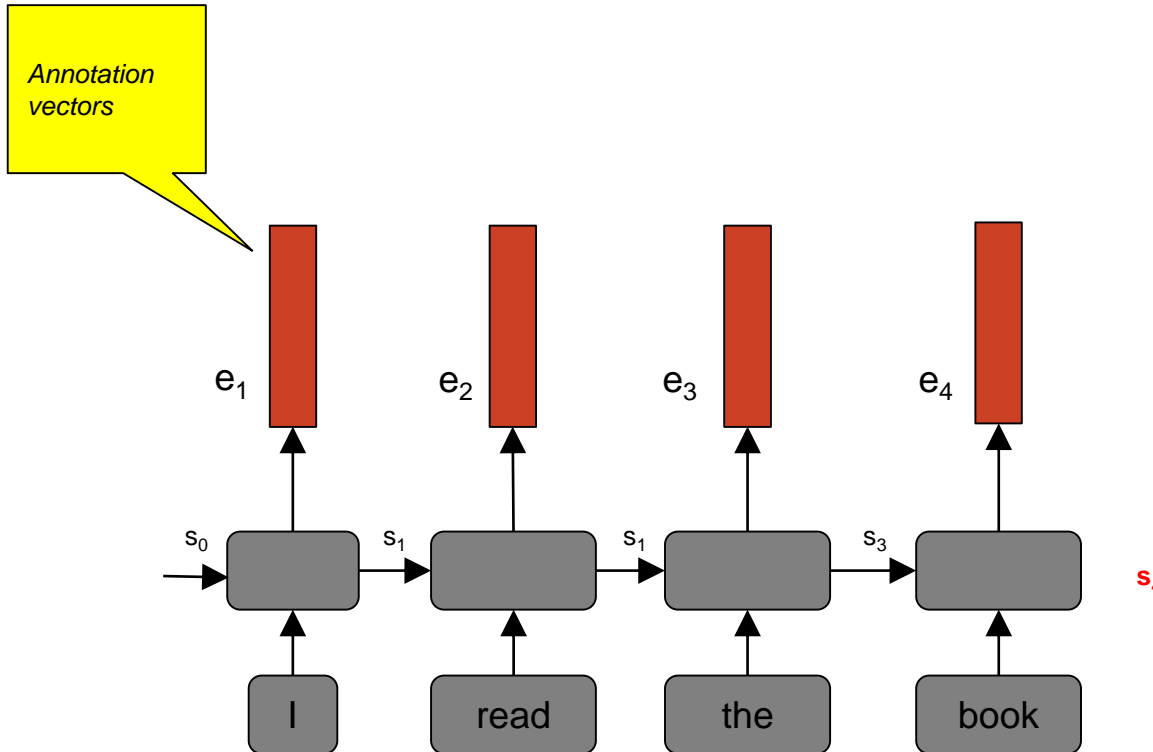 Annotation
vectors
e₁ e₂ e₃ e₄
s₀ s₁ s₁ s₃
s
I read the book